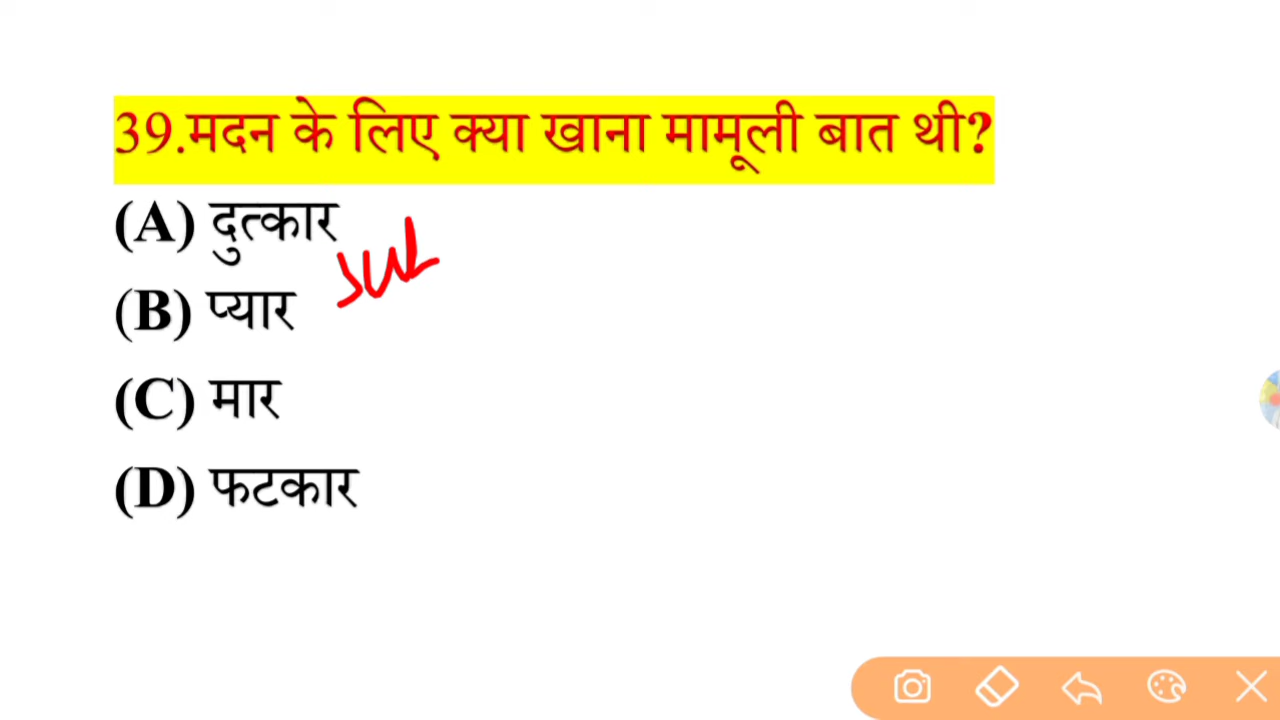 39.मदन के लिए क्या खाना मामूली बात थी?
(A) दुत्कार
(B) प्यार
(C) मार
(D) फटकार